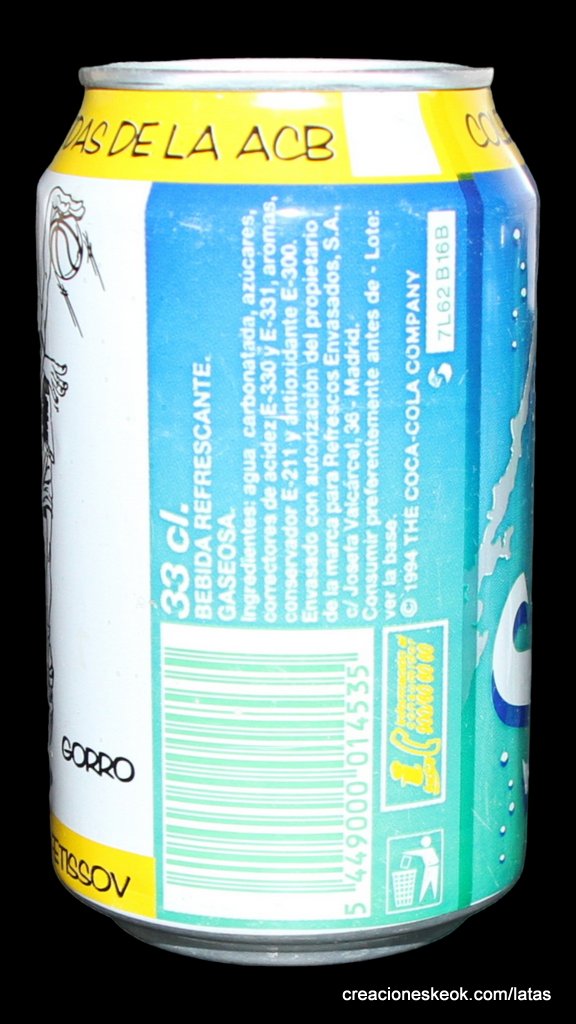 DAS DE LA ACB
33 cl.
BEBIDA REFRESCANTE.
GASEOSA.
Ingredientes: agua carbonatada, azúcares,
correctores de acidez E-330 y E-331, aromas,
conservador E-211 y antioxidante E-300.
Envasado con autorización del propietario
de la marca para Refrescos Envasados, S.A.,
c/ Josefa Valcárcel, 36 - Madrid.
Consumir preferentemente antes de - Lote:
ver la base.
© 1994 THE COCA-COLA COMPANY
7L62 B16B
5 449000 014535
GORRO
ETISSOV
creacioneskeok.com/latas